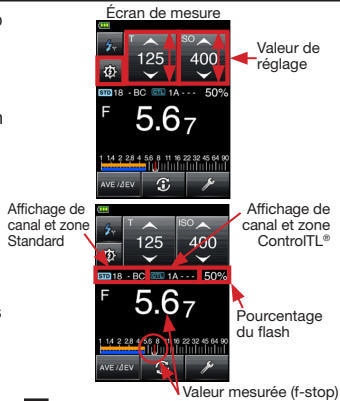 Écran de mesure
T
ISO
125
400
Valeur de
réglage
STD 18 - BC CTL 1A - - - 50%
F
5.67
1 1.4 2 2.8 4 5.6 8 11 16 22 32 45 64 90
AVE /⊿EV
Affichage de
canal et zone
Standard
Affichage de
canal et zone
ControlTL®
T
ISO
125
400
STD 18 - BC CTL 1A - - - 50%
F
5.67
Pourcentage
du flash
1 1.4 2 2.8 4 5.6 8 11 16 22 32 45 64 90
AVE /⊿EV
Valeur mesurée (f-stop)